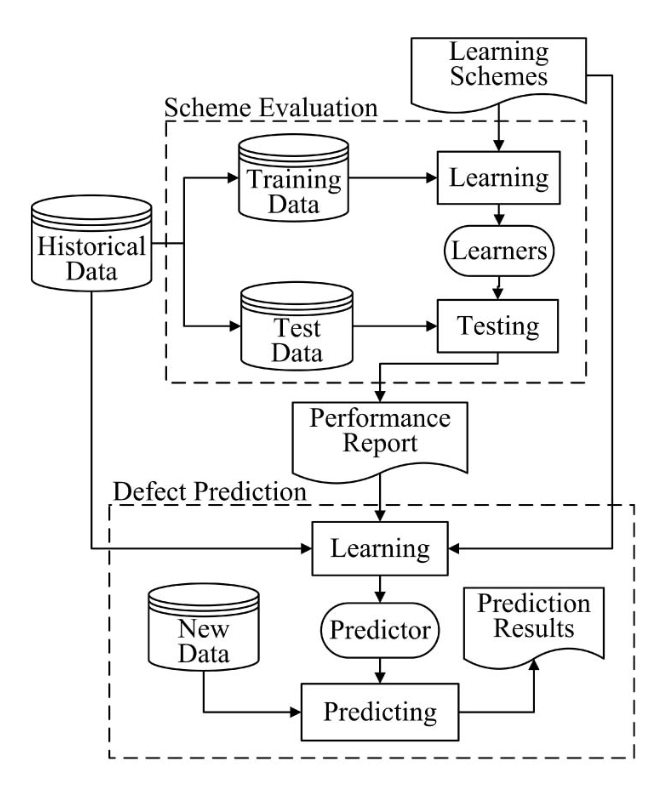 Learning
Schemes
Scheme Evaluation
Training
Data
Learning
Historical
Data
Learners
Test
Data
Testing
Performance
Report
Defect Prediction
Learning
New
Data
Predictor
Prediction
Results
Predicting